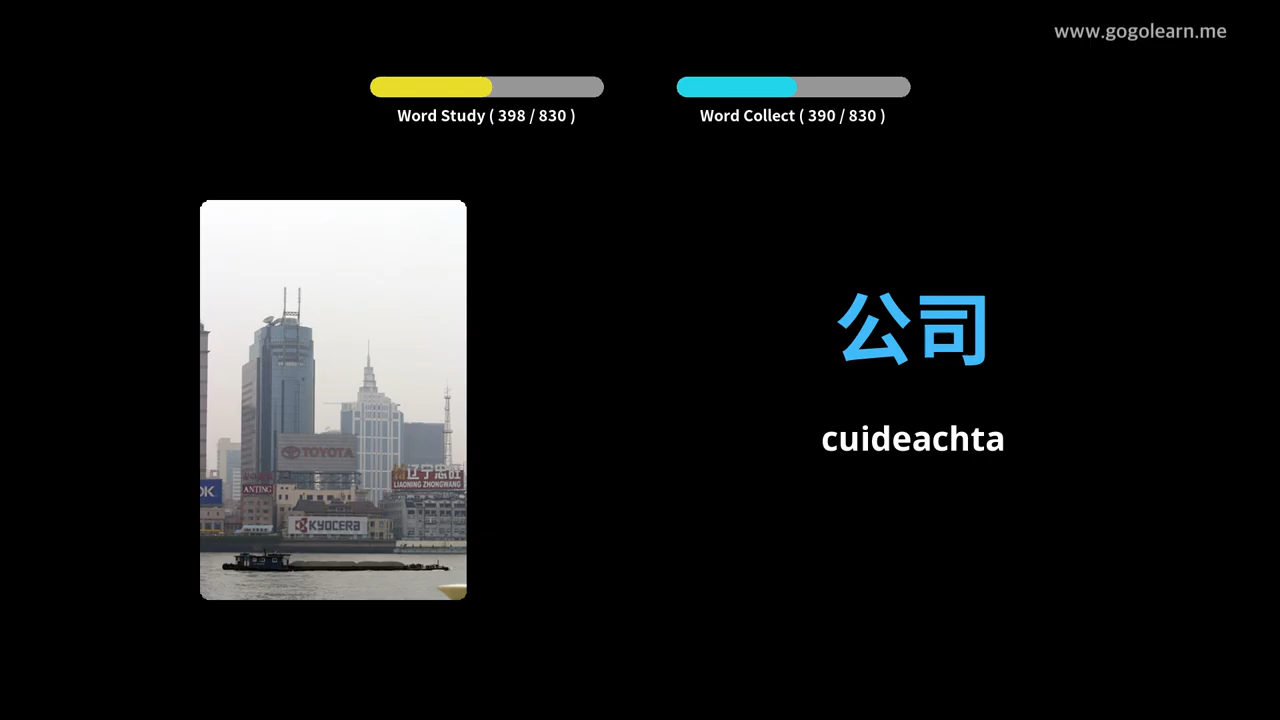 www.gogolearn.me
Word Study ( 398 / 830 )
Word Collect ( 390 / 830 )
公司
cuideachta
TOYOTA
辽宁忠旺
LIAONING ZHONGWANG
OK
ANTING
KYOCERA